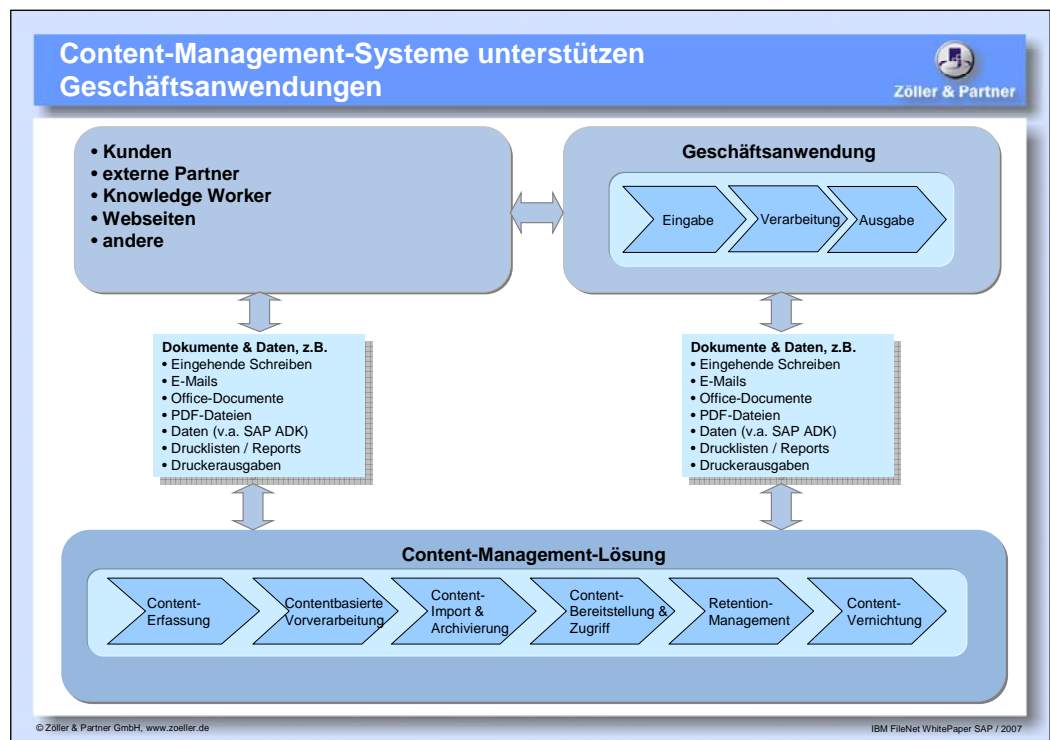 Content-Management-Systeme unterstützen
Geschäftsanwendungen
Zöller & Partner
• Kunden
• externe Partner
• Knowledge Worker
• Webseiten
• andere
Geschäftsanwendung
Eingabe
Verarbeitung
Ausgabe
Dokumente & Daten, z.B.
• Eingehende Schreiben
• E-Mails
• Office-Documente
• PDF-Dateien
• Daten (v.a. SAP ADK)
• Drucklisten / Reports
• Druckerausgaben
Dokumente & Daten, z.B.
• Eingehende Schreiben
• E-Mails
• Office-Documente
• PDF-Dateien
• Daten (v.a. SAP ADK)
• Drucklisten / Reports
• Druckerausgaben
Content-Management-Lösung
Content-
Erfassung
Contentbasierte
Vorverarbeitung
Content-
Import &
Archivierung
Content-
Bereitstellung &
Zugriff
Retention-
Management
Content-
Vernichtung
© Zöller & Partner GmbH, www.zoeller.de
IBM FileNet WhitePaper SAP / 2007